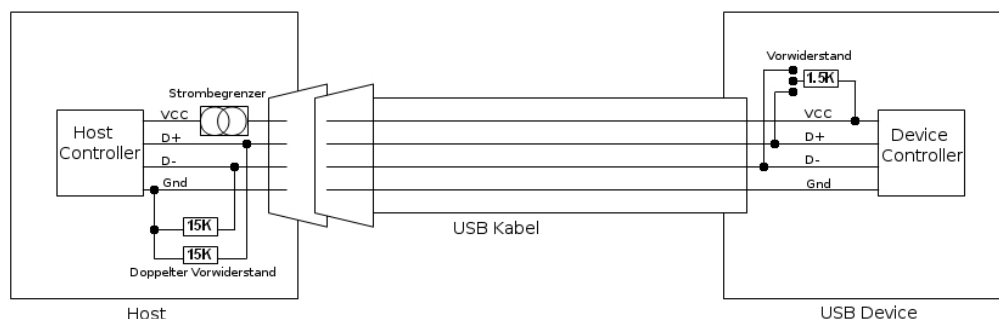 Vorwiderstand
1.5K
Strombegrenzer
VCC
D+
D-
Gnd
Host
Controller
15K
15K
Doppelter Vorwiderstand
Host
USB Kabel
VCC
D+
D-
Gnd
Device
Controller
USB Device